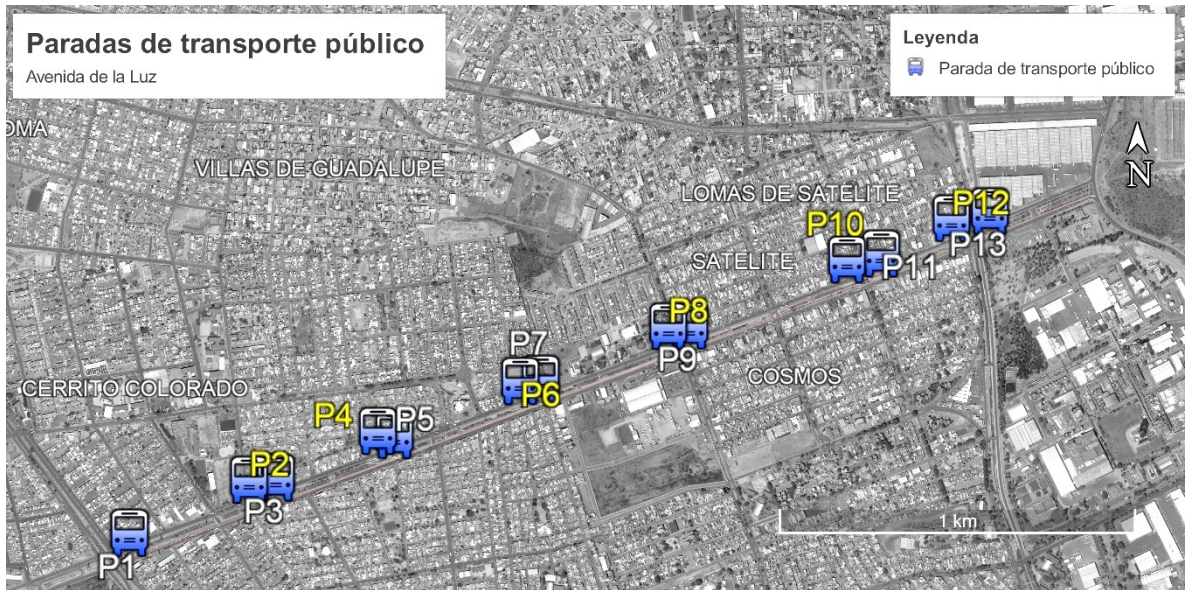 Paradas de transporte público
Avenida de la Luz
Leyenda
Parada de transporte público
OMA
VILLAS DE GUADALUPE
N
LOMAS DE SATELITE
P12
P10
P13
SATELITE
P11
P8
P7
P9
COSMOS
CERRITO COLORADO
P6
P4
P5
P2
P3
1 km
P1